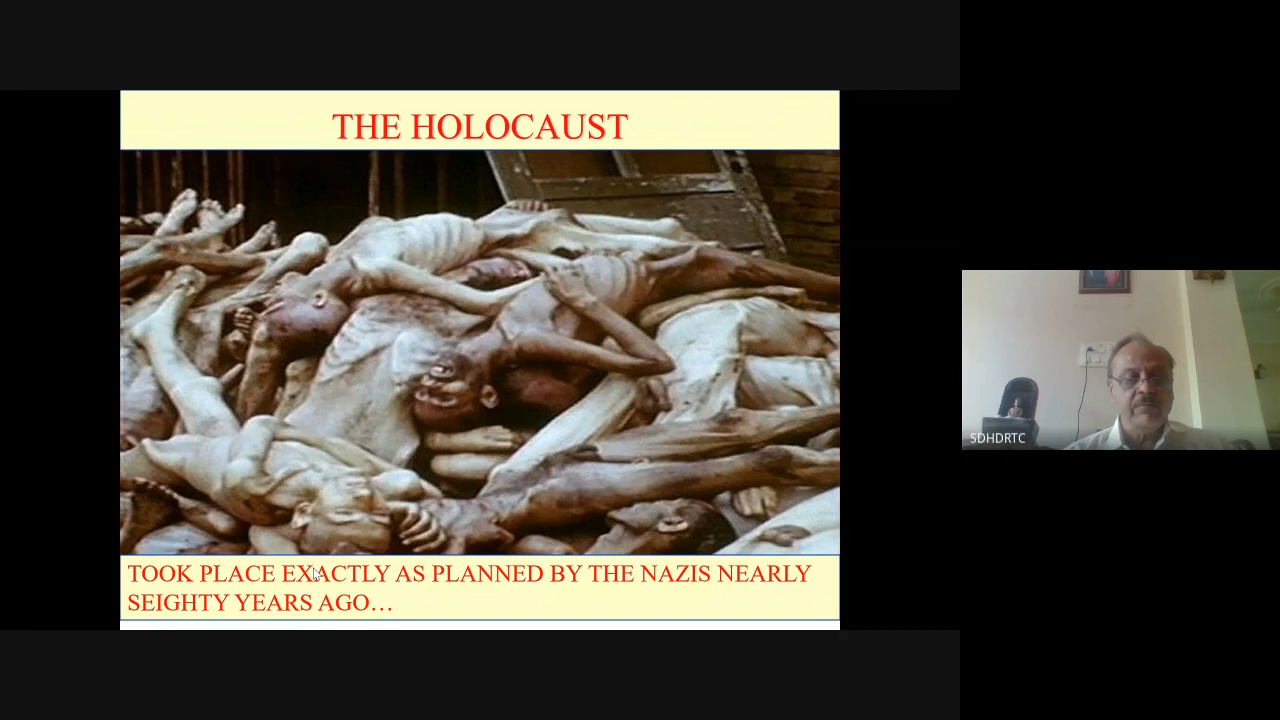 THE HOLOCAUST
TOOK PLACE EXACTLY AS PLANNED BY THE NAZIS NEARLY
SEIGHTY YEARS AGO…
SDHDRTC